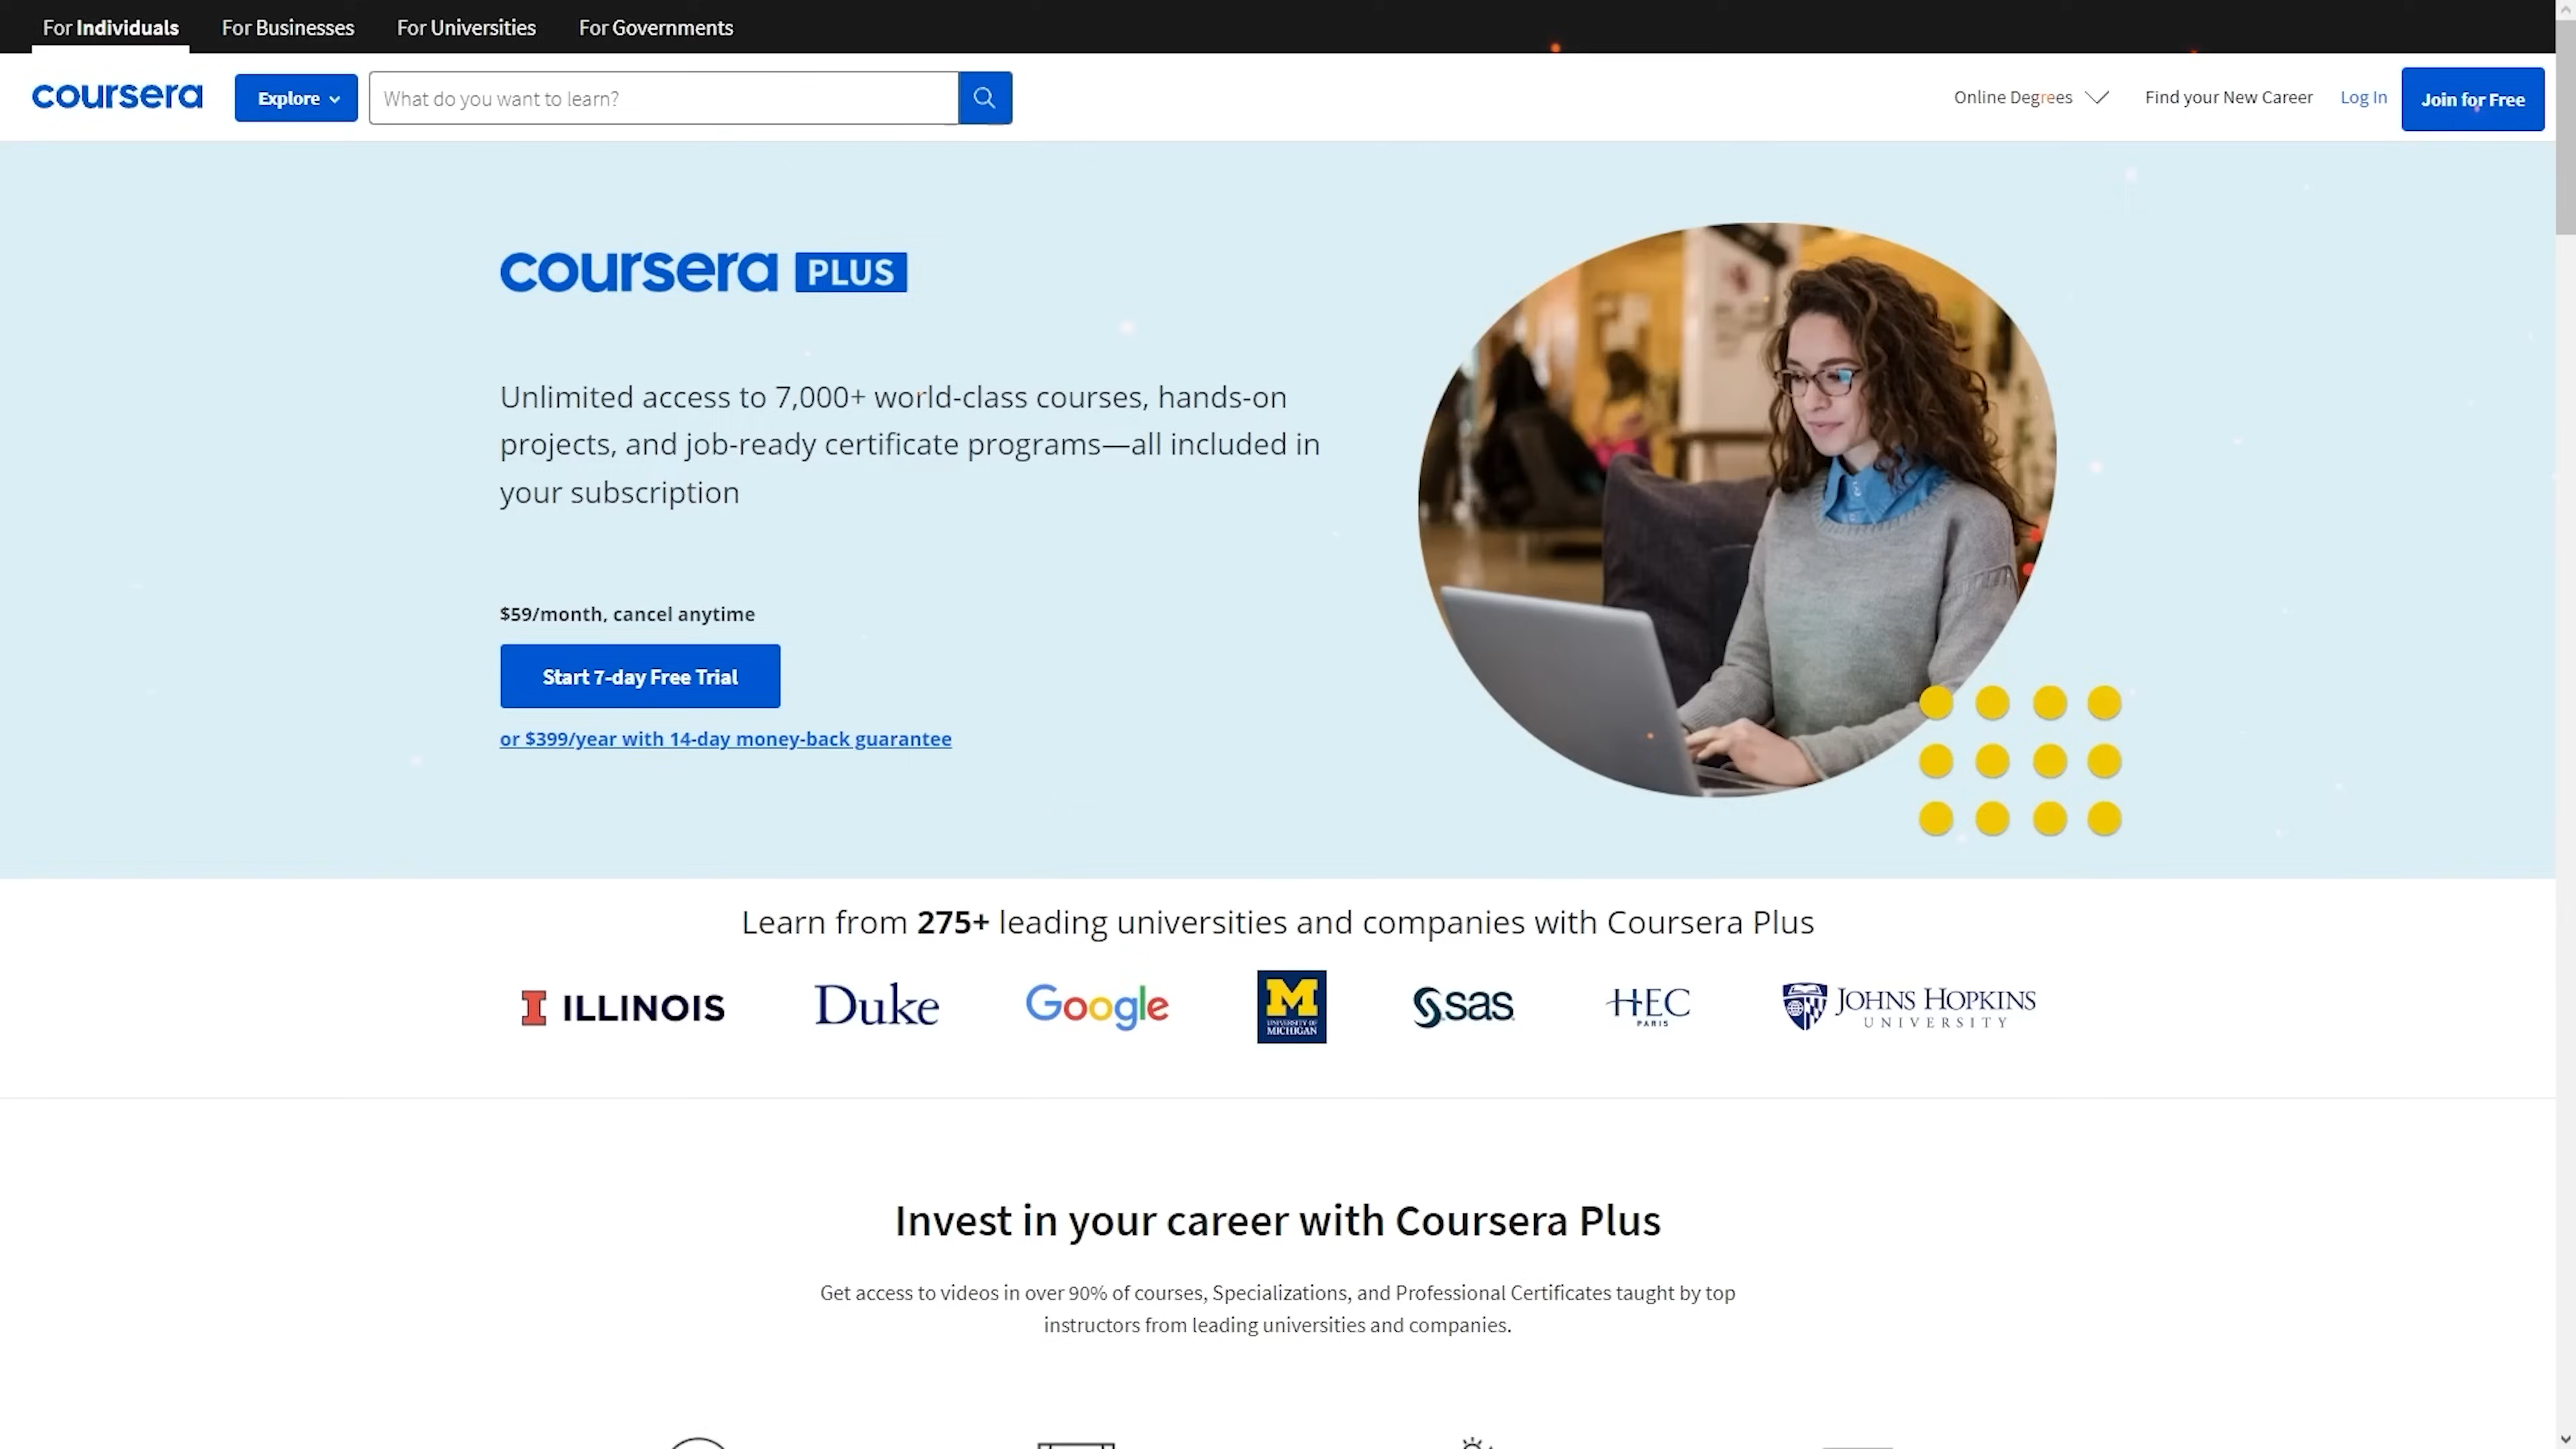 For Individuals For Businesses For Universities For Governments
coursera Explore What do you want to learn? Online Degrees Find your New Career Log In Join for Free
coursera PLUS
Unlimited access to 7,000+ world-class courses, hands-on
projects, and job-ready certificate programs—all included in
your subscription
$59/month, cancel anytime
Start 7-day Free Trial
or $399/year with 14-day money-back guarantee
Learn from 275+ leading universities and companies with Coursera Plus
I ILLINOIS Duke Google M UNIVERSITY OF MICHIGAN sas HEC PARIS JOHNS HOPKINS UNIVERSITY
Invest in your career with Coursera Plus
Get access to videos in over 90% of courses, Specializations, and Professional Certificates taught by top
instructors from leading universities and companies.